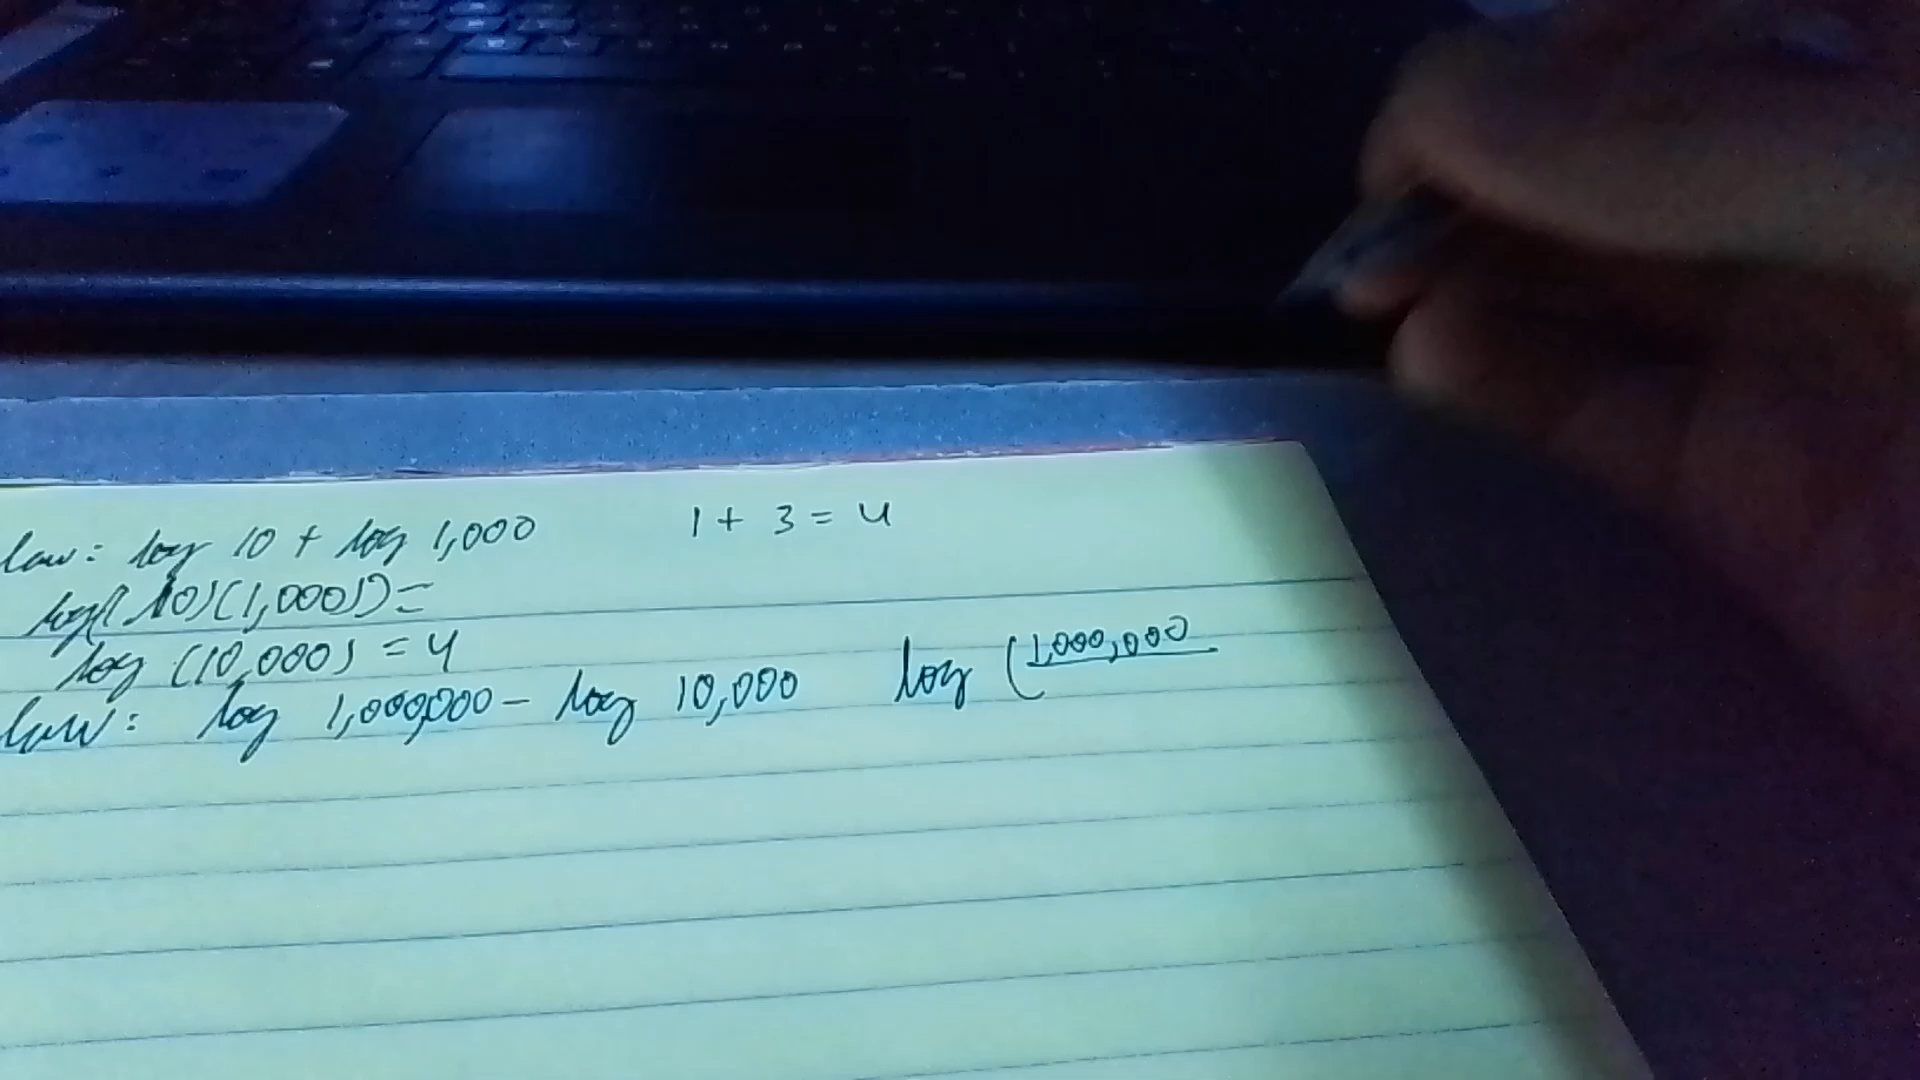 law: log 10 + log 1,000 1 + 3 = 4
log((10)(1,000)) =
log (10,000) = 4
law: log 1,000,000 - log 10,000 log (1,000,000